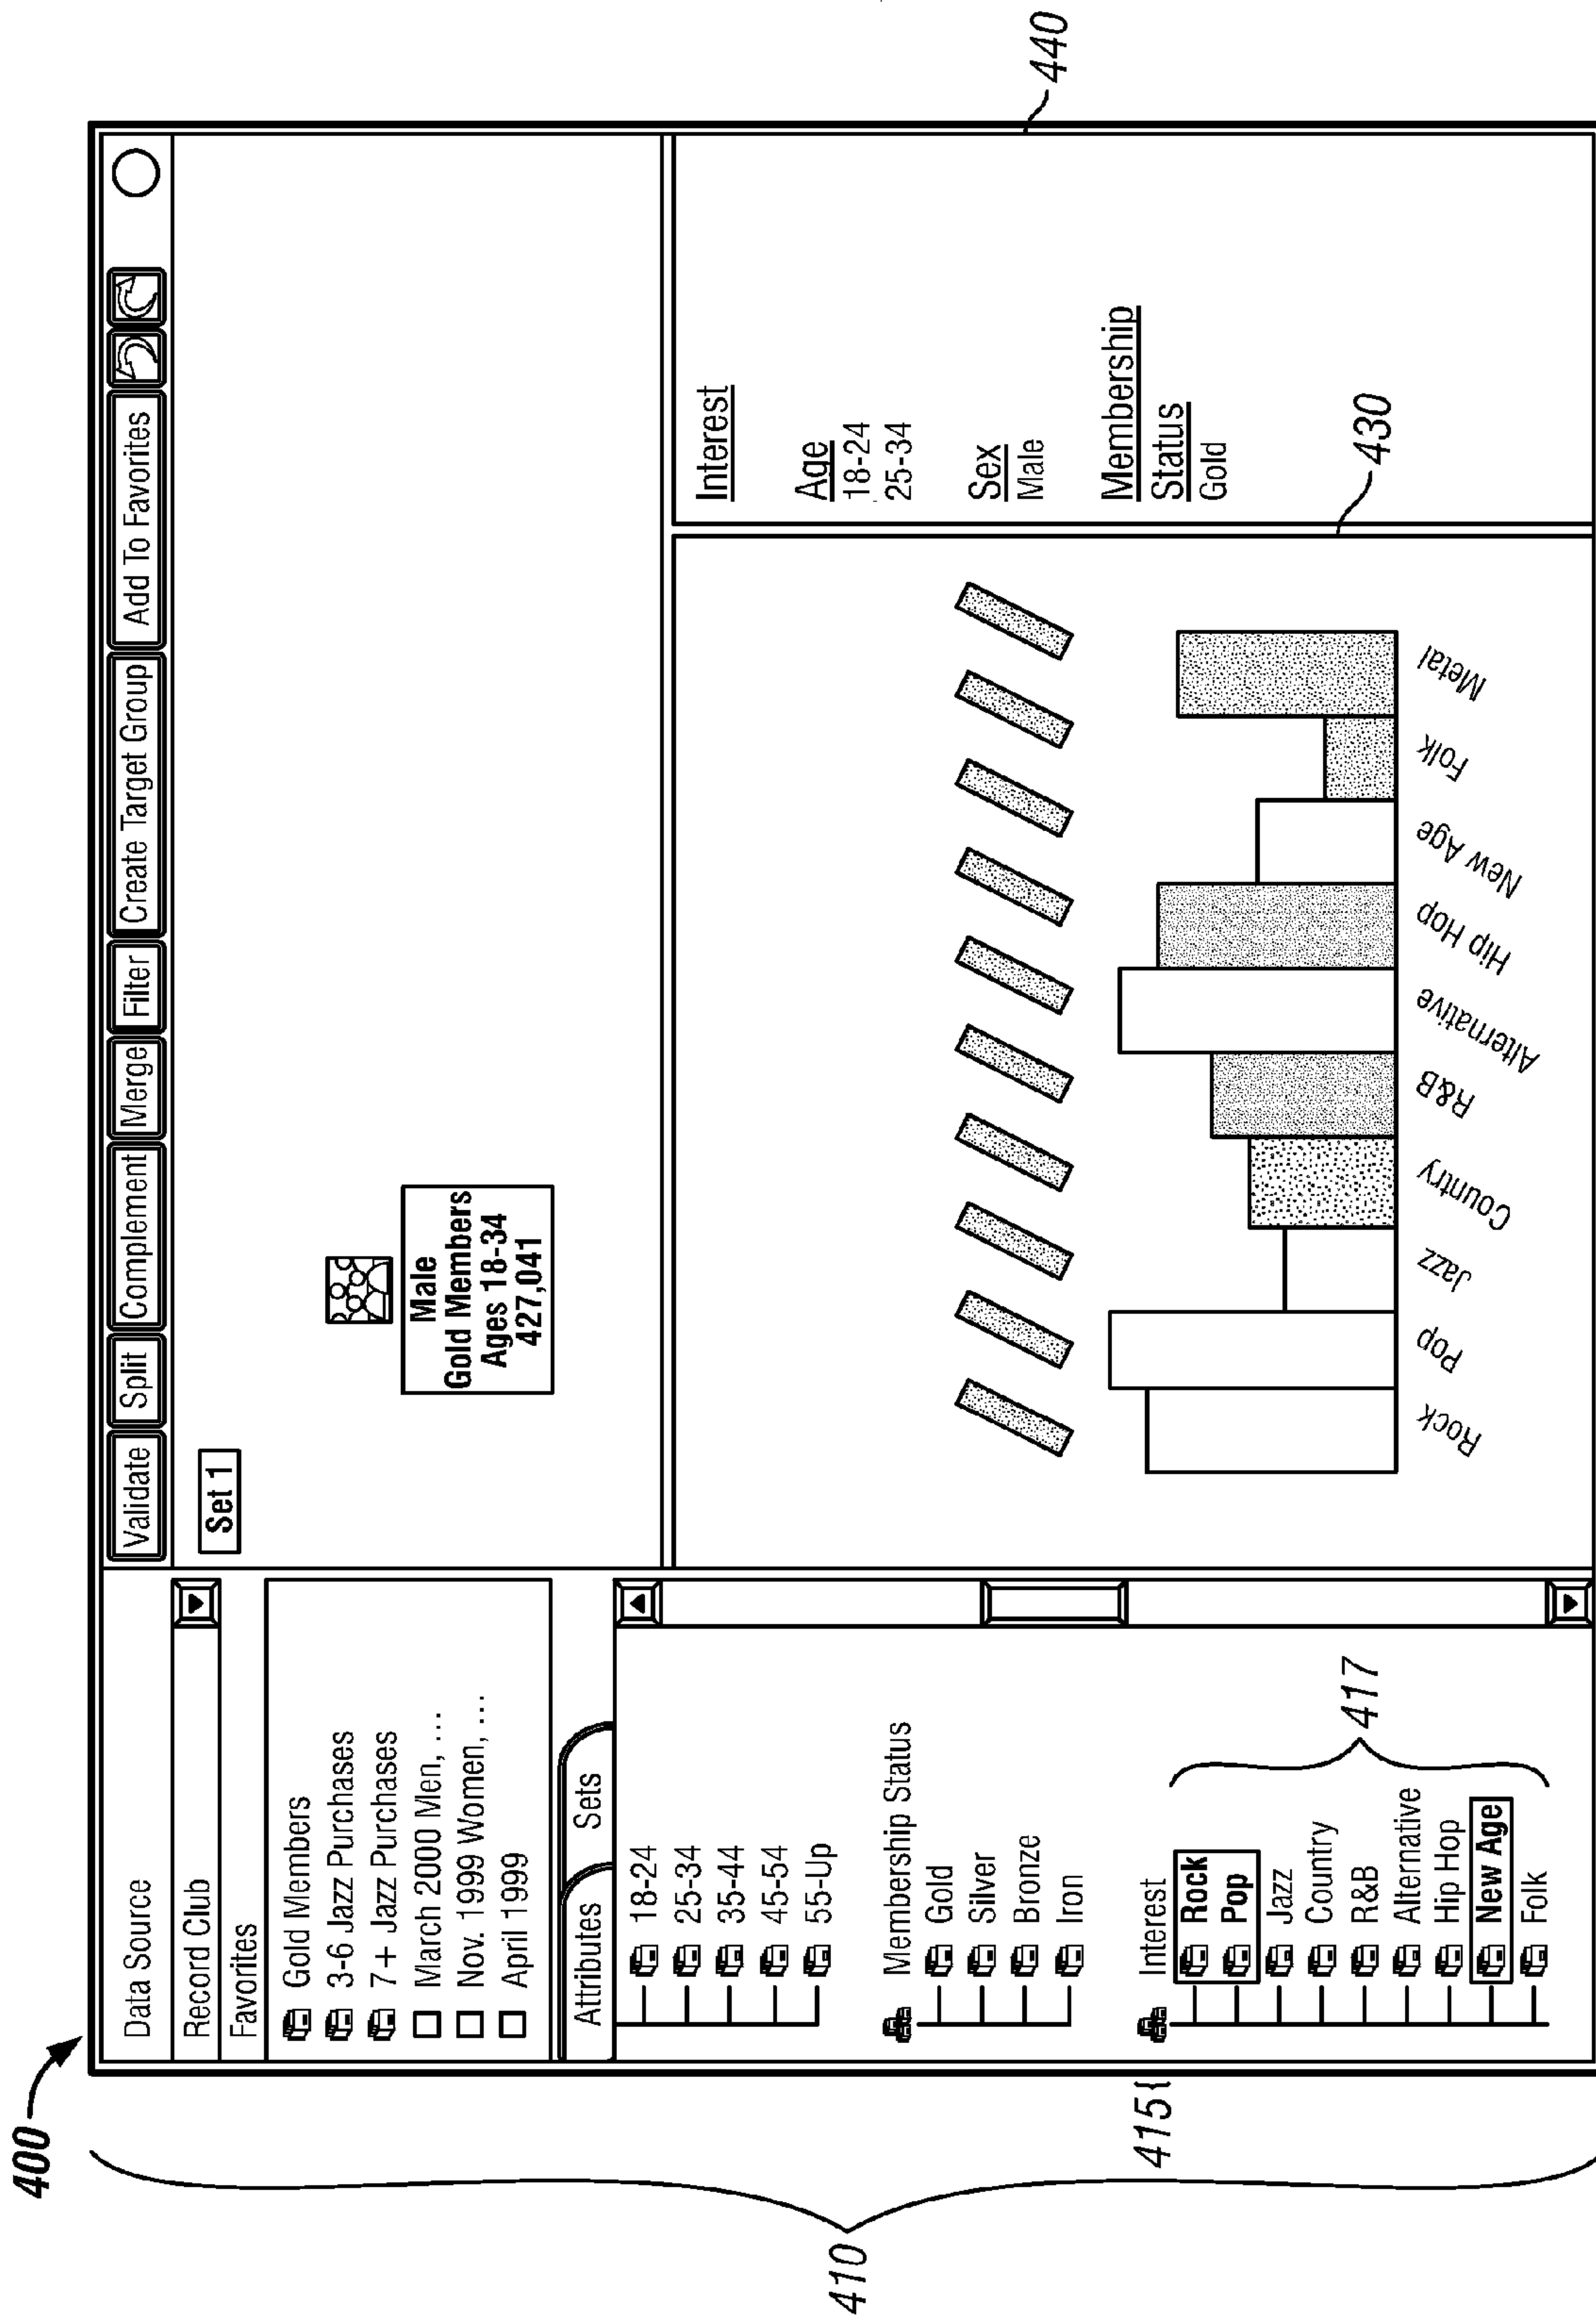 400
Validate
Split
Complement
Merge
Filter
Create Target Group
Add To Favorites
Data Source
Record Club
Favorites
Gold Members
3-6 Jazz Purchases
7+ Jazz Purchases
March 2000 Men, ...
Nov. 1999 Women, ...
April 1999
Attributes
Sets
18-24
25-34
35-44
45-54
55-Up
Membership Status
Gold
Silver
Bronze
Iron
Interest
Rock
Pop
Jazz
Country
R&B
Alternative
Hip Hop
New Age
Folk
410
415
417
Set 1
Male
Gold Members
Ages 18-34
427,041
Rock
Pop
Jazz
Country
R&B
Alternative
Hip Hop
New Age
Folk
Metal
430
Interest
Age
18-24
25-34
Sex
Male
Membership
Status
Gold
440